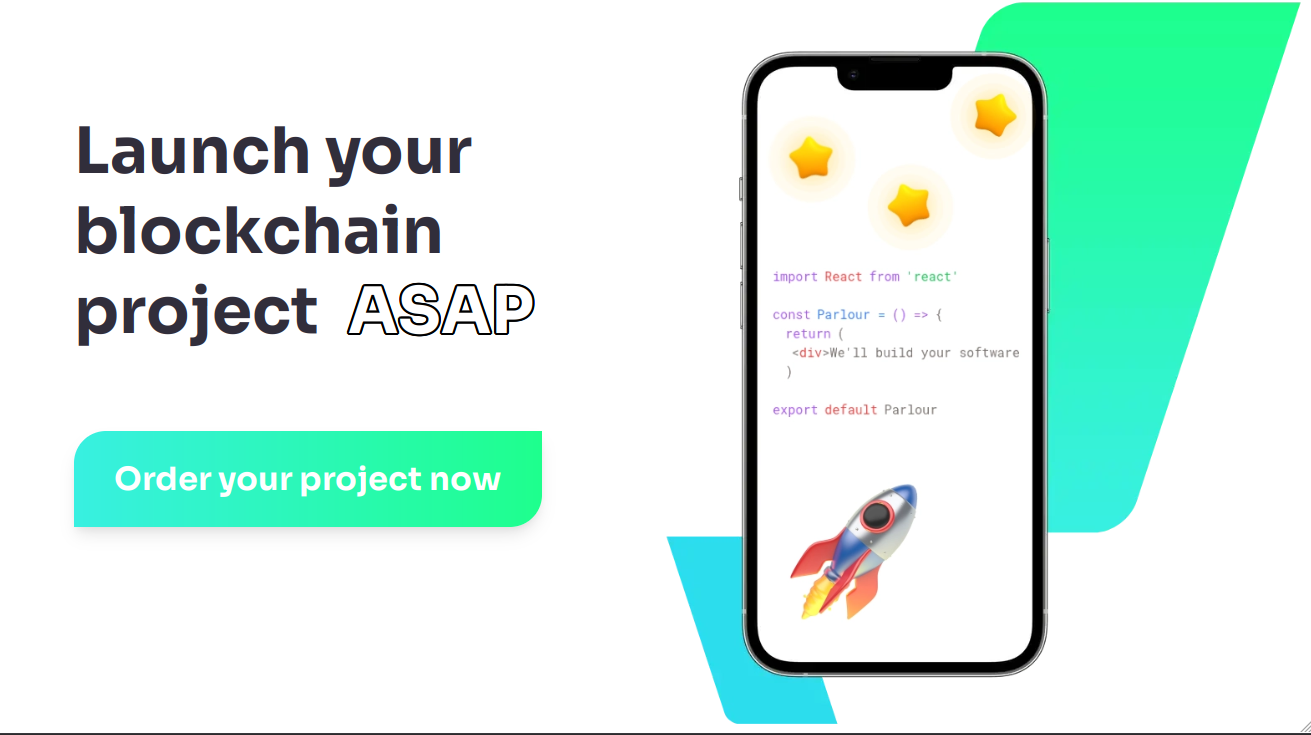 Launch your
blockchain
project ASAP
Order your project now
import React from 'react'
const Parlour = () => {
return (
<div>We'll build your software
)
export default Parlour